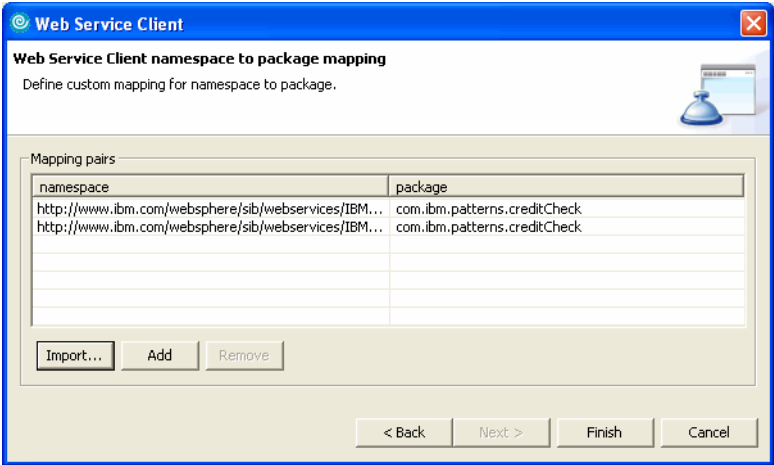 Web Service Client
Web Service Client namespace to package mapping
Define custom mapping for namespace to package.
Mapping pairs
namespace package
http://www.ibm.com/websphere/sib/webservices/IBM... com.ibm.patterns.creditCheck
http://www.ibm.com/websphere/sib/webservices/IBM... com.ibm.patterns.creditCheck
Import... Add Remove
< Back Next > Finish Cancel